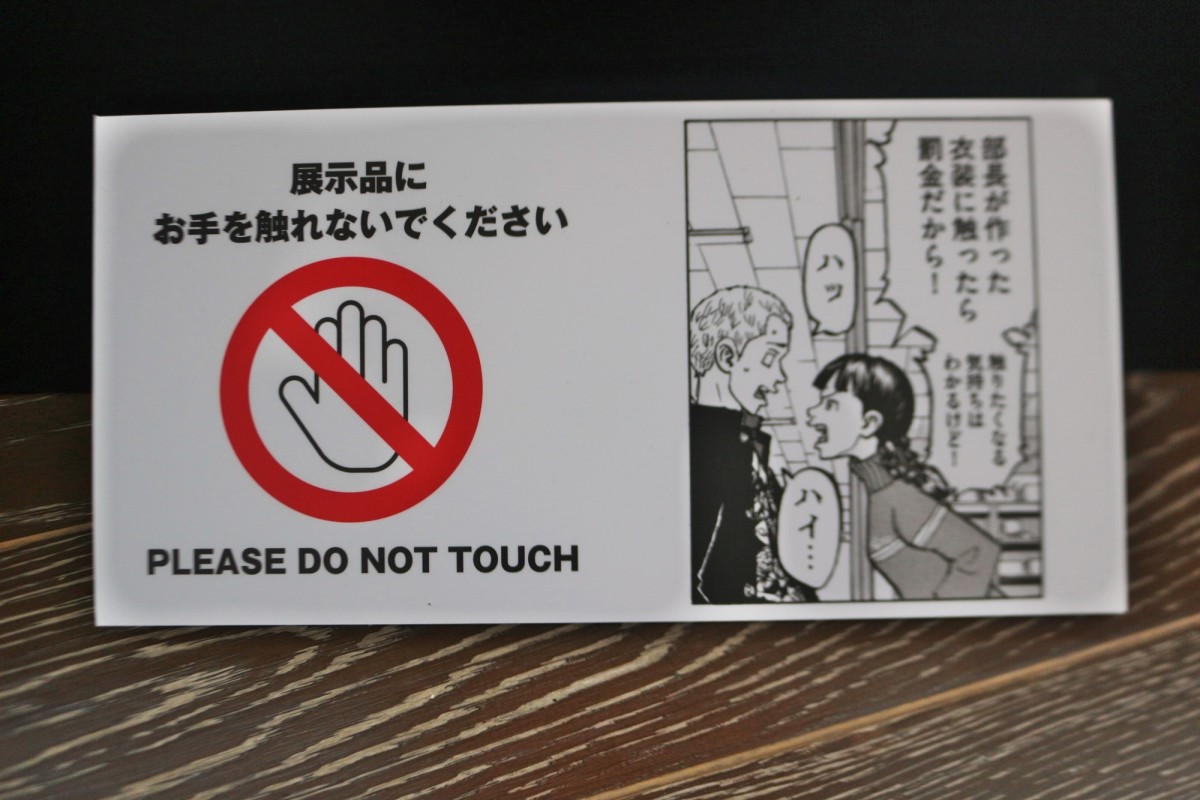 展示品に
お手を触れないでください
PLEASE DO NOT TOUCH
部長が作った
衣装に触ったら
罰金だから!
触りたくなる
気持ちは
わかるけど!
ハッ
ハイ…